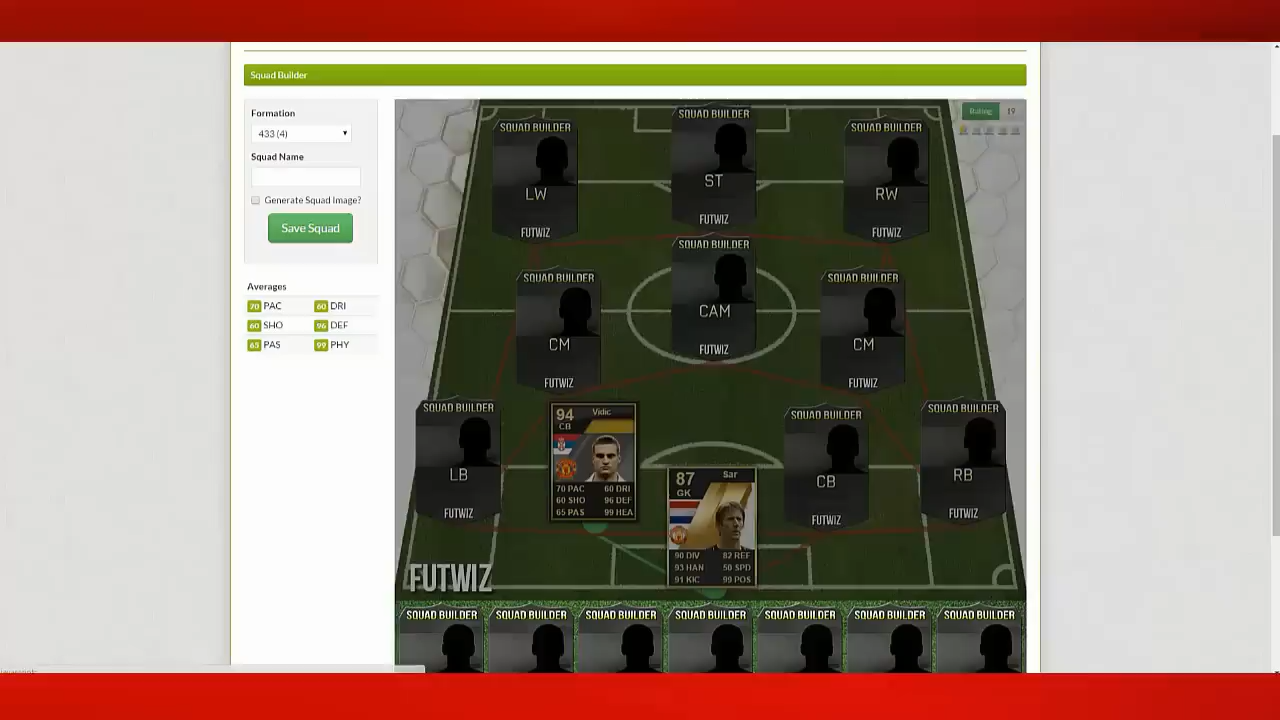 Squad Builder
Formation
433 (4)
Squad Name
Generate Squad Image?
Save Squad
Averages
70 PAC 60 DRI
60 SHO 96 DEF
65 PAS 99 PHY
Rating 19
SQUAD BUILDER
LW
FUTWIZ
SQUAD BUILDER
ST
FUTWIZ
SQUAD BUILDER
RW
FUTWIZ
SQUAD BUILDER
CM
FUTWIZ
SQUAD BUILDER
CAM
FUTWIZ
SQUAD BUILDER
CM
FUTWIZ
SQUAD BUILDER
LB
FUTWIZ
94 Vidic
CB
70 PAC 60 DRI
60 SHO 96 DEF
65 PAS 99 HEA
87 Sar
GK
90 DIV 82 REF
93 HAN 50 SPD
91 KIC 99 POS
SQUAD BUILDER
CB
FUTWIZ
SQUAD BUILDER
RB
FUTWIZ
FUTWIZ
SQUAD BUILDER SQUAD BUILDER SQUAD BUILDER SQUAD BUILDER SQUAD BUILDER SQUAD BUILDER SQUAD BUILDER